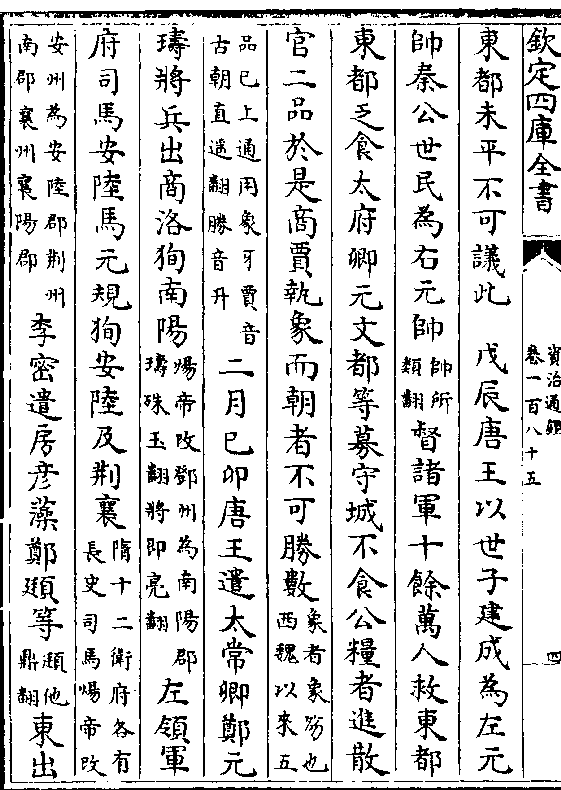 欽定四庫全書
資治通鑑
卷一百八十五
四
東都未平不可議此　戊辰唐王以世子建成為左元
帥秦公世民為右元帥帥所類翻督諸軍十餘萬人救東都
東都乏食太府卿元文都等募守城不食公糧者進散
官二品於是商賈執象而朝者不可勝數象者象笏也西魏以來五
品已上通用象牙賈音古朝直遥翻勝音升二月己卯唐王遣太常卿鄭元
璹將兵出商洛狥南陽煬帝改鄧州為南陽郡璹殊玉翻將即亮翻左領軍
府司馬安陸馬元規狥安陸及荆襄隋十二衛府各有長史司馬煬帝改
安州為安陸郡荆州南郡襄州襄陽郡李密遣房彦藻鄭頲等頲他鼎翻東出